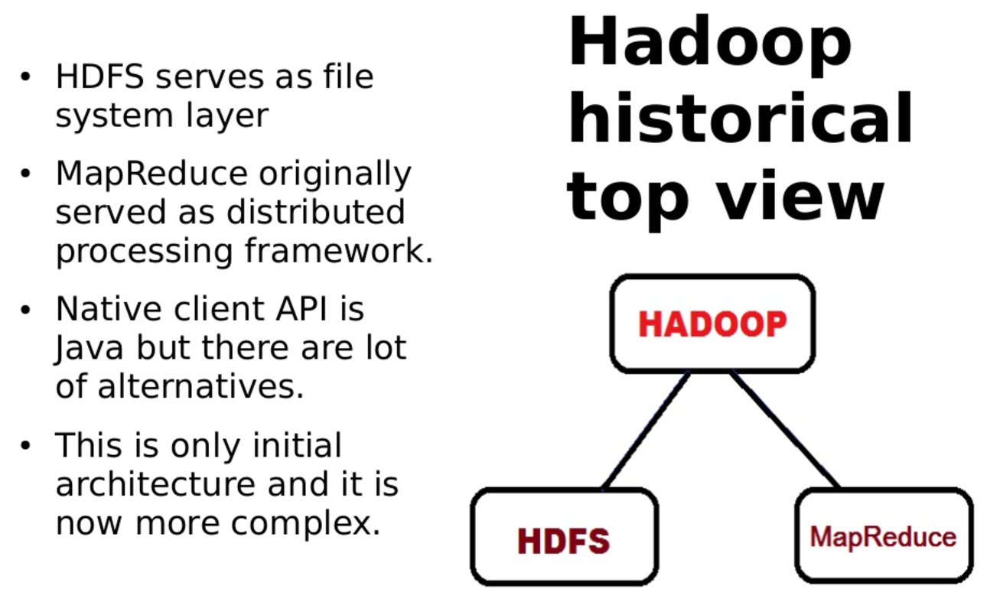 Hadoop
historical
top view
• HDFS serves as file
system layer
• MapReduce originally
served as distributed
processing framework.
• Native client API is
Java but there are lot
of alternatives.
• This is only initial
architecture and it is
now more complex.
HADOOP
HDFS
MapReduce